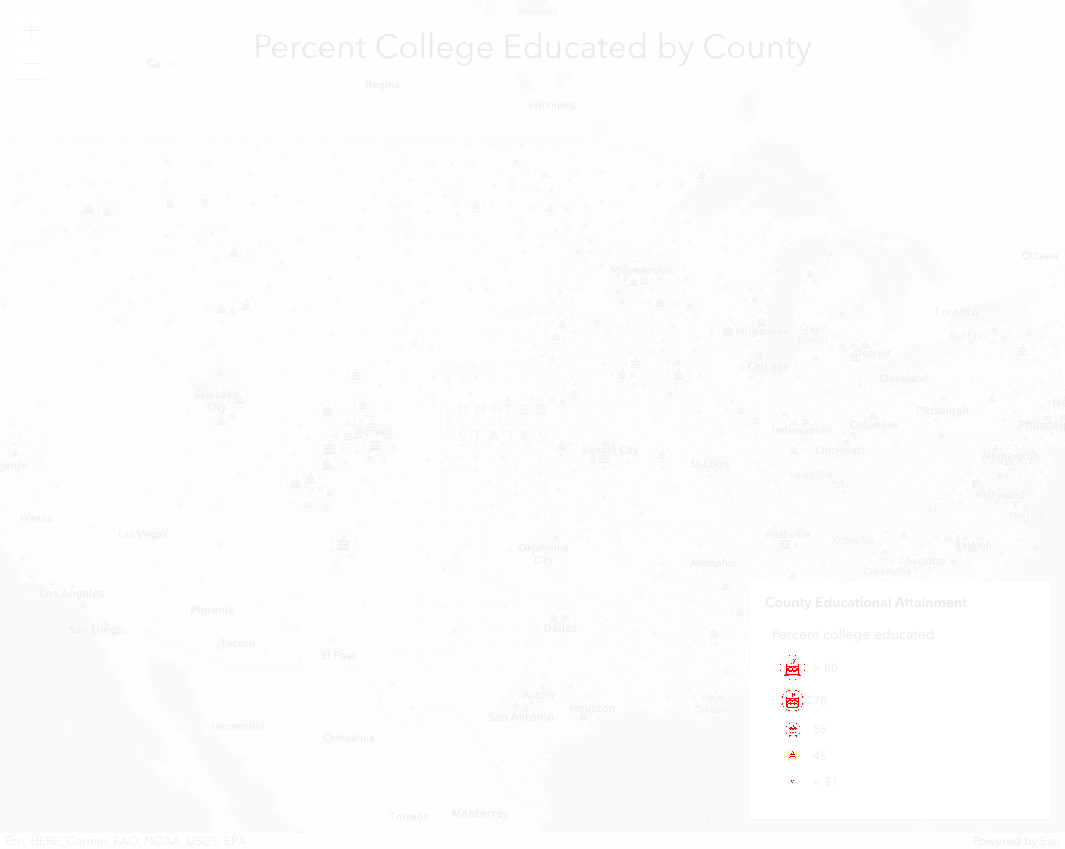 Percent College Educated by County
+
−
Ca
Regina
Winnipeg
Ottawa
Minneapolis
Toronto
Milwaukee
Grand
Rapids
Buffalo
Detroit
Chicago
Cleveland
Salt Lake
City
UNITED
STATES
Denver
Pittsburgh
Philadelp
Indianapolis
Columbus
Kansas City
Cincinnati
Washington
St Louis
Louisville
Richmond
Norfolk
Fresno
Las Vegas
Oklahoma
City
Nashville
Knoxville
Raleigh
Memphis
Charlotte
Greenville
Los Angeles
Phoenix
San Diego
Tucson
Dallas
El Paso
Austin
San Antonio
Houston
New
Orleans
Hermosillo
Chihuahua
Torreón
Monterrey
County Educational Attainment
Percent college educated
> 80
70
55
45
< 31
Esri, HERE, Garmin, FAO, NOAA, USGS, EPA
Powered by Esri